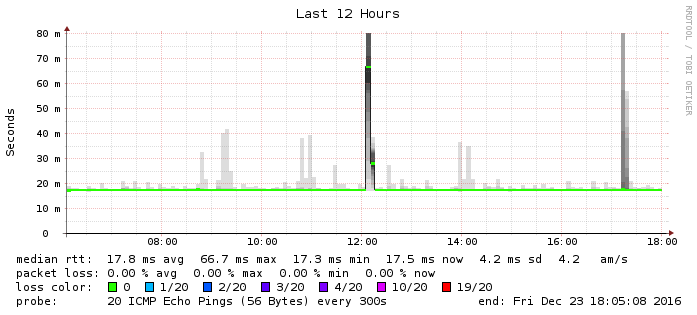 Last 12 Hours
RRDTOOL / TOBI OETIKER
Seconds
80 m
70 m
60 m
50 m
40 m
30 m
20 m
10 m
0
08:00 10:00 12:00 14:00 16:00 18:00
median rtt: 17.8 ms avg 66.7 ms max 17.3 ms min 17.5 ms now 4.2 ms sd 4.2 am/s
packet loss: 0.00 % avg 0.00 % max 0.00 % min 0.00 % now
loss color: 0 1/20 2/20 3/20 4/20 10/20 19/20
probe: 20 ICMP Echo Pings (56 Bytes) every 300s end: Fri Dec 23 18:05:08 2016